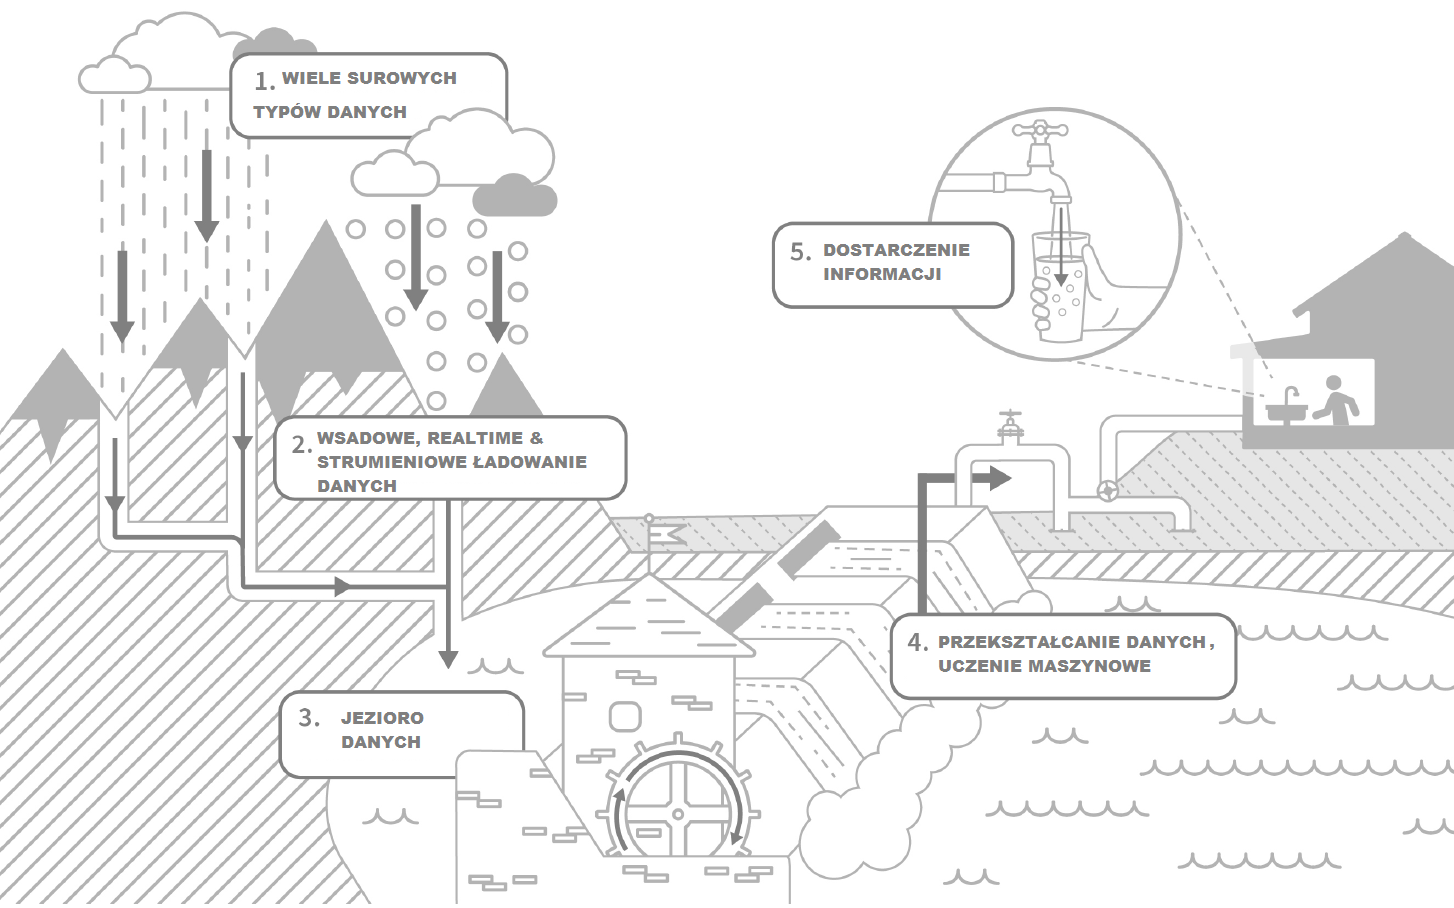 1. WIELE SUROWYCH
TYPÓW DANYCH
2. WSADOWE, REALTIME &
STRUMIENIOWE ŁADOWANIE
DANYCH
3. JEZIORO
DANYCH
4. PRZEKSZTAŁCANIE DANYCH,
UCZENIE MASZYNOWE
5. DOSTARCZENIE
INFORMACJI